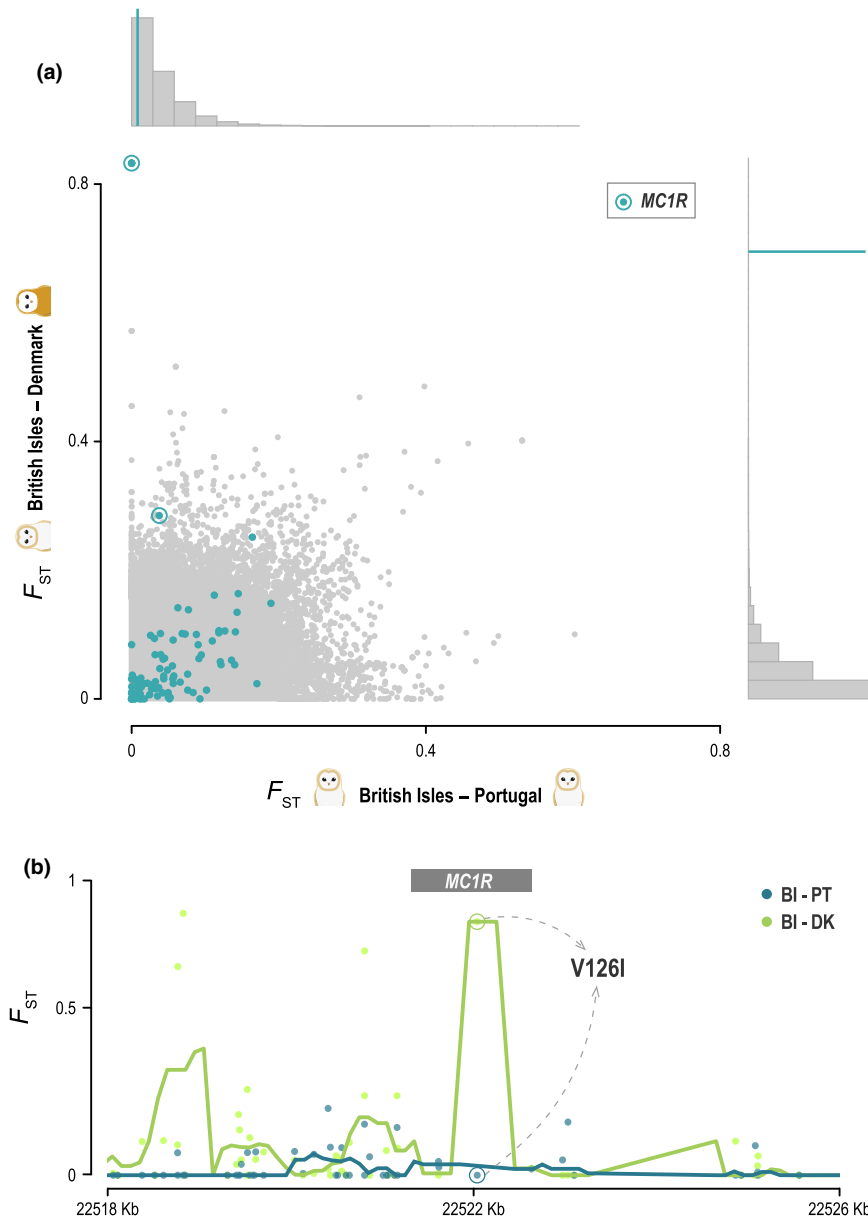 (a)
0.8
MC1R
FST British Isles – Denmark
0.4
0
0 0.4 0.8
FST British Isles – Portugal
(b)
MC1R
1
BI - PT
BI - DK
V126I
FST
0.5
0
22518 Kb 22522 Kb 22526 Kb